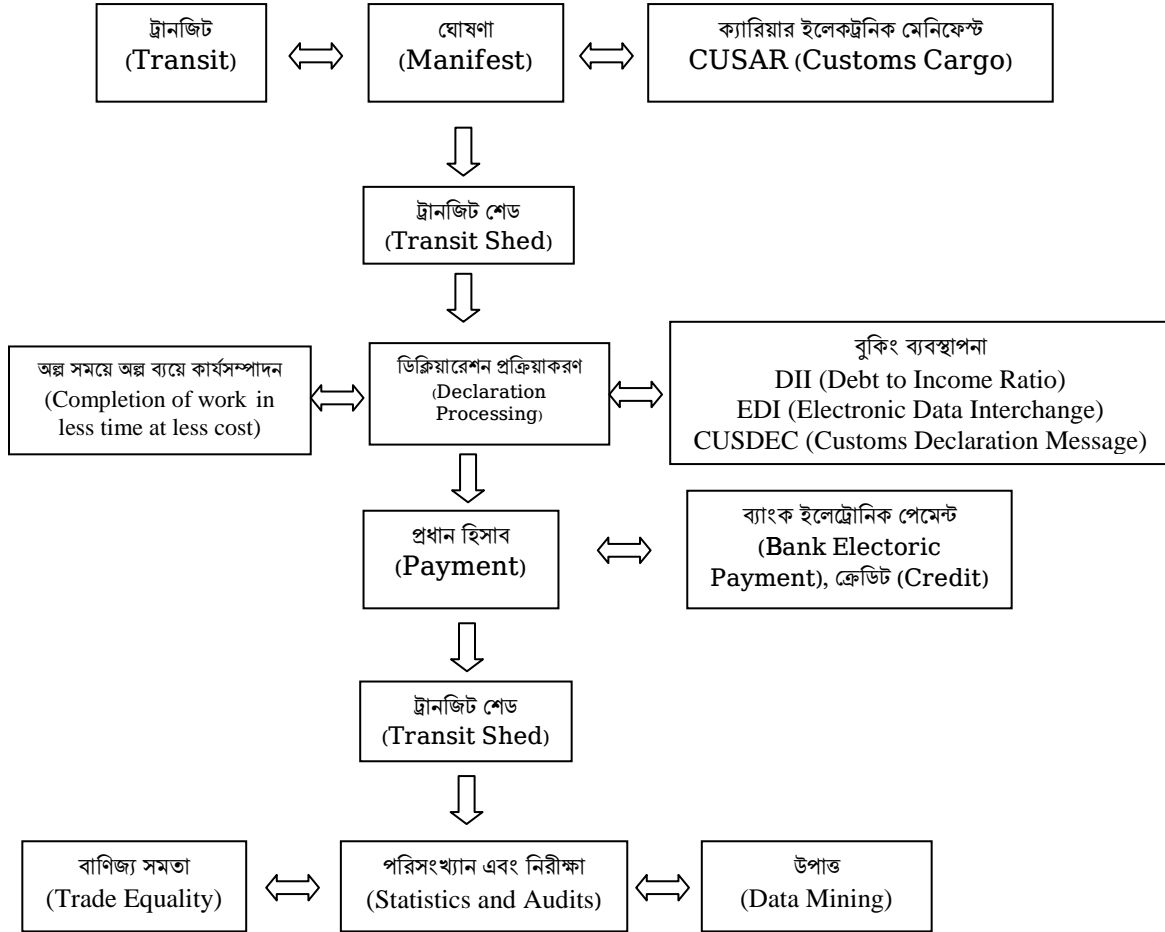 ট্রানজিট
(Transit)
ঘোষণা
(Manifest)
ক্যারিয়ার ইলেকট্রনিক মেনিফেস্ট
CUSAR (Customs Cargo)
ট্রানজিট শেড
(Transit Shed)
অল্প সময়ে অল্প ব্যয়ে কার্যসম্পাদন
(Completion of work in
less time at less cost)
ডিক্লিয়ারেশন প্রক্রিয়াকরণ
(Declaration
Processing)
বুকিং ব্যবস্থাপনা
DII (Debt to Income Ratio)
EDI (Electronic Data Interchange)
CUSDEC (Customs Declaration Message)
প্রধান হিসাব
(Payment)
ব্যাংক ইলেট্রোনিক পেমেন্ট
(Bank Electoric
Payment), ক্রেডিট (Credit)
ট্রানজিট শেড
(Transit Shed)
বাণিজ্য সমতা
(Trade Equality)
পরিসংখ্যান এবং নিরীক্ষা
(Statistics and Audits)
উপাত্ত
(Data Mining)